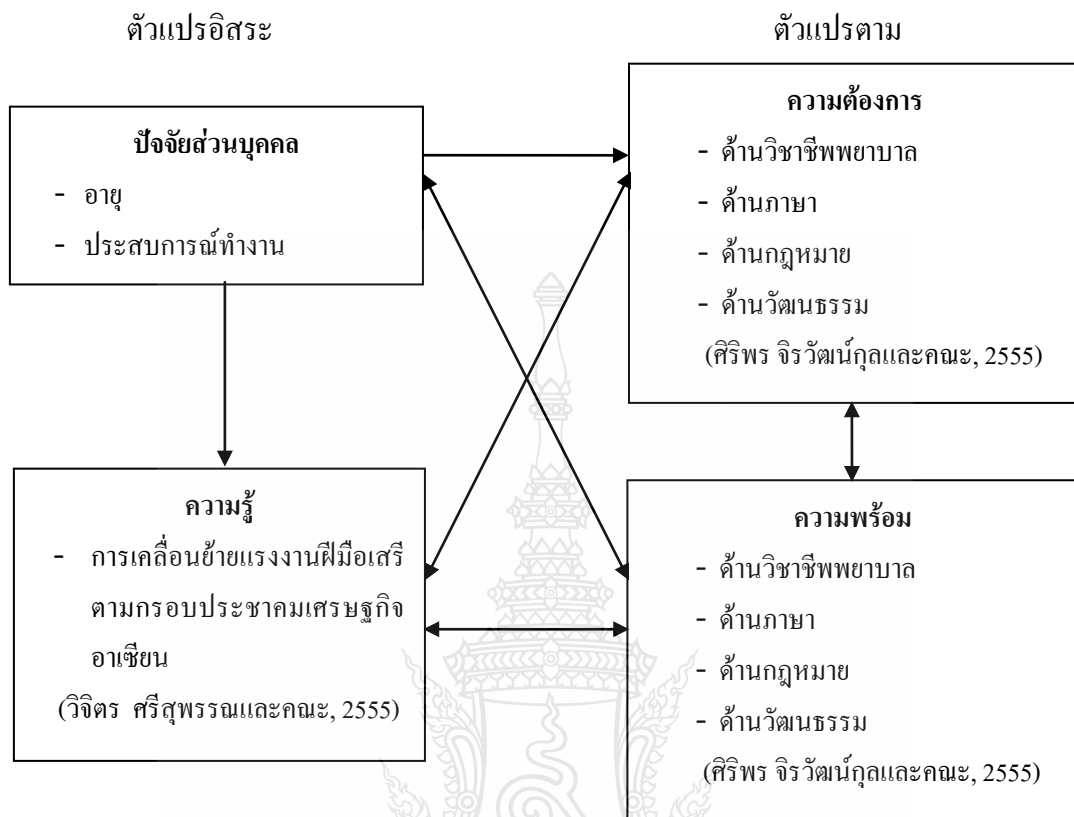 ตัวแปรอิสระ
ปัจจัยส่วนบุคคล
- อายุ
- ประสบการณ์ทำงาน
ความรู้
- การเคลื่อนย้ายแรงงานฝีมือเสรี
ตามกรอบประชาคมเศรษฐกิจ
อาเซียน
(วิจิตร ศรีสุพรรณและคณะ, 2555)
ตัวแปรตาม
ความต้องการ
- ด้านวิชาชีพพยาบาล
- ด้านภาษา
- ด้านกฎหมาย
- ด้านวัฒนธรรม
(ศิริพร จิรวัฒน์กุลและคณะ, 2555)
ความพร้อม
- ด้านวิชาชีพพยาบาล
- ด้านภาษา
- ด้านกฎหมาย
- ด้านวัฒนธรรม
(ศิริพร จิรวัฒน์กุลและคณะ, 2555)